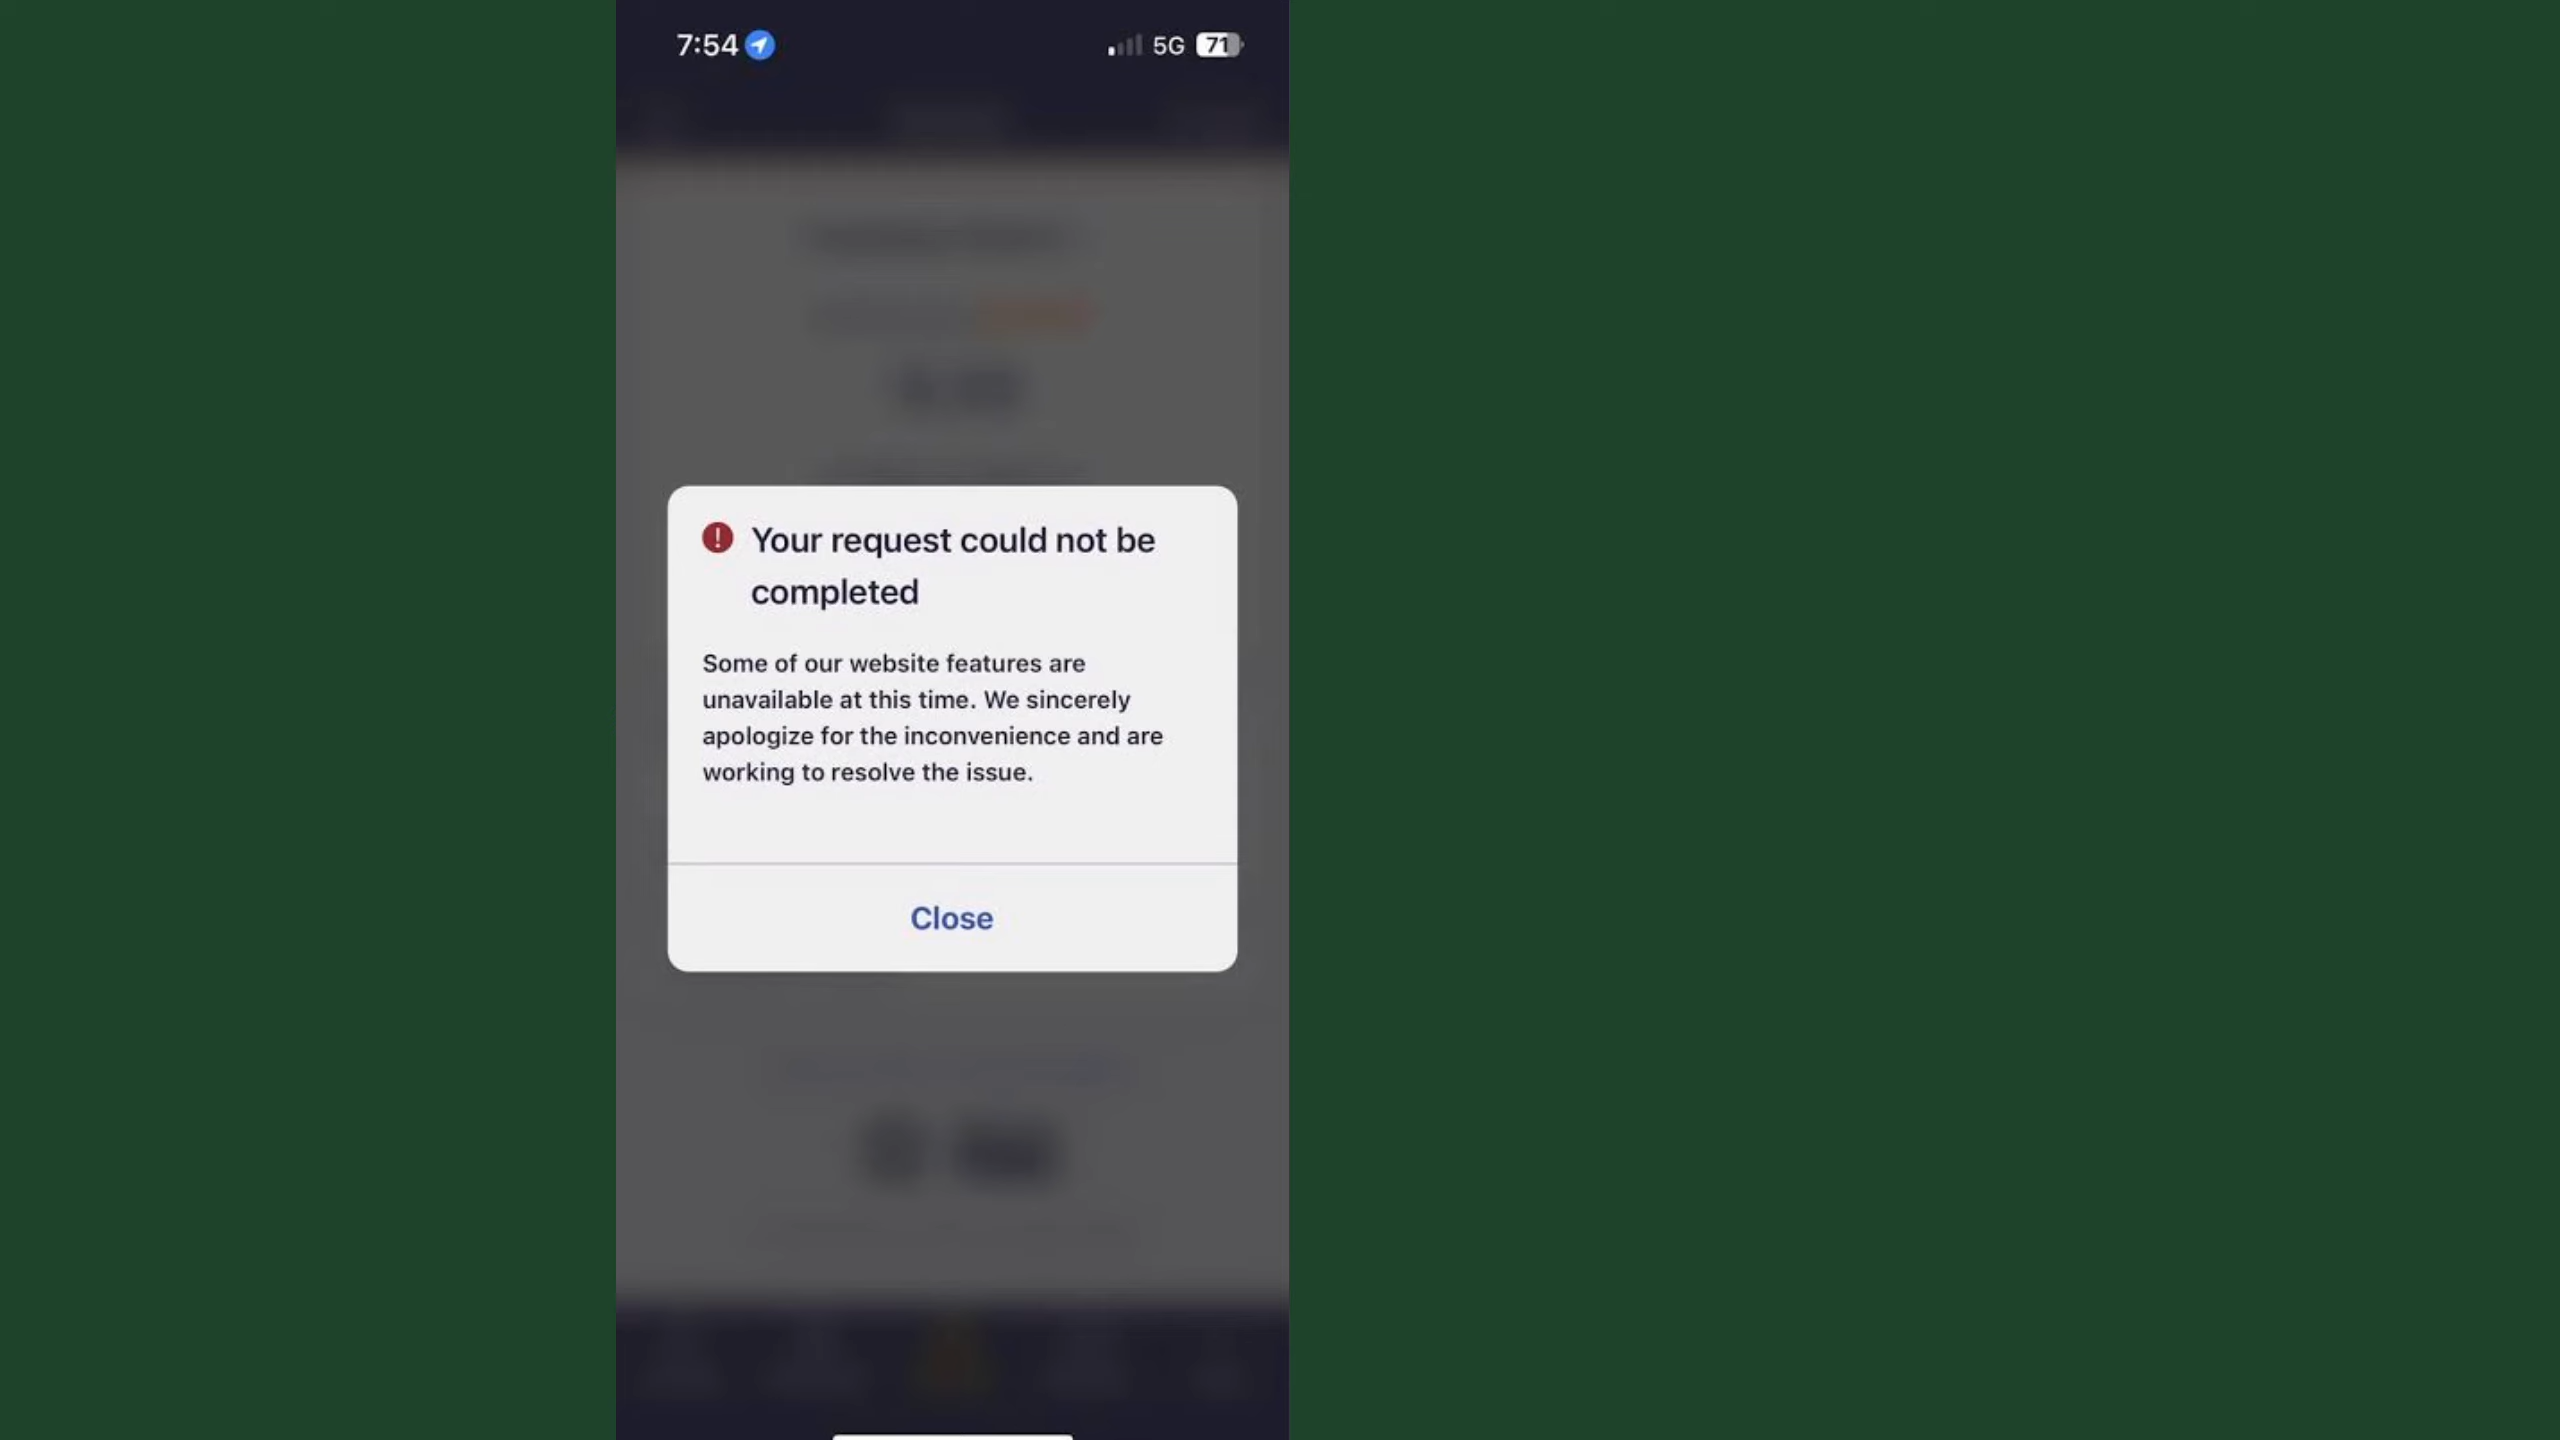 7:54 5G 71
Your request could not be
completed
Some of our website features are
unavailable at this time. We sincerely
apologize for the inconvenience and are
working to resolve the issue.
Close